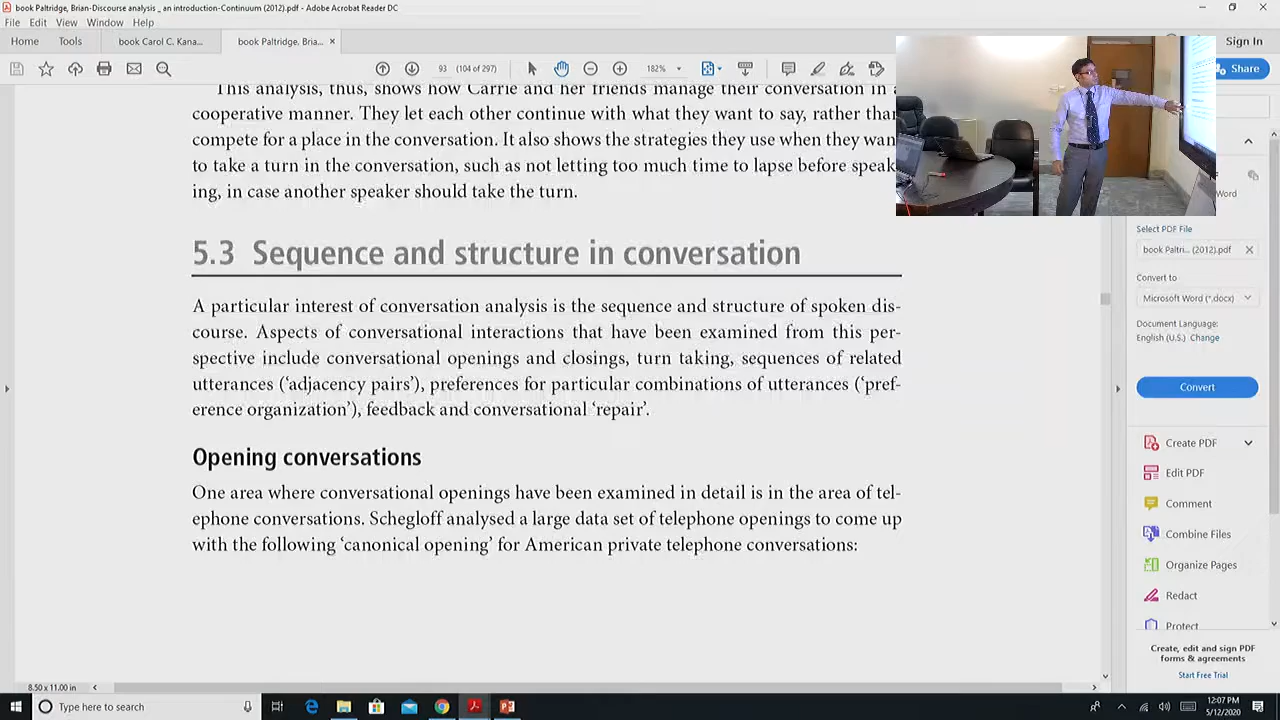 book Paltridge, Brian-Discourse analysis _ an introduction-Continuum (2012).pdf - Adobe Acrobat Reader DC
File Edit View Window Help
Home Tools book Carol C. Kana... book Paltridge, Bria... × Sign In
93 (104 of 297) 182% Share
This analysis, thus, shows how Carrie and her friends manage their conversation in a
cooperative manner. They let each other continue with what they want to say, rather than
compete for a place in the conversation. It also shows the strategies they use when they want
to take a turn in the conversation, such as not letting too much time to lapse before speak-
ing, in case another speaker should take the turn.
5.3 Sequence and structure in conversation
A particular interest of conversation analysis is the sequence and structure of spoken dis-
course. Aspects of conversational interactions that have been examined from this per-
spective include conversational openings and closings, turn taking, sequences of related
utterances (‘adjacency pairs’), preferences for particular combinations of utterances (‘pref-
erence organization’), feedback and conversational ‘repair’.
Opening conversations
One area where conversational openings have been examined in detail is in the area of tel-
ephone conversations. Schegloff analysed a large data set of telephone openings to come up
with the following ‘canonical opening’ for American private telephone conversations:
8.50 x 11.00 in
Word
Select PDF File
book Paltri... (2012).pdf
Convert to
Microsoft Word (*.docx)
Document Language:
English (U.S.) Change
Convert
Create PDF
Edit PDF
Comment
Combine Files
Organize Pages
Redact
Protect
Create, edit and sign PDF
forms & agreements
Start Free Trial
Type here to search
12:07 PM
5/12/2020